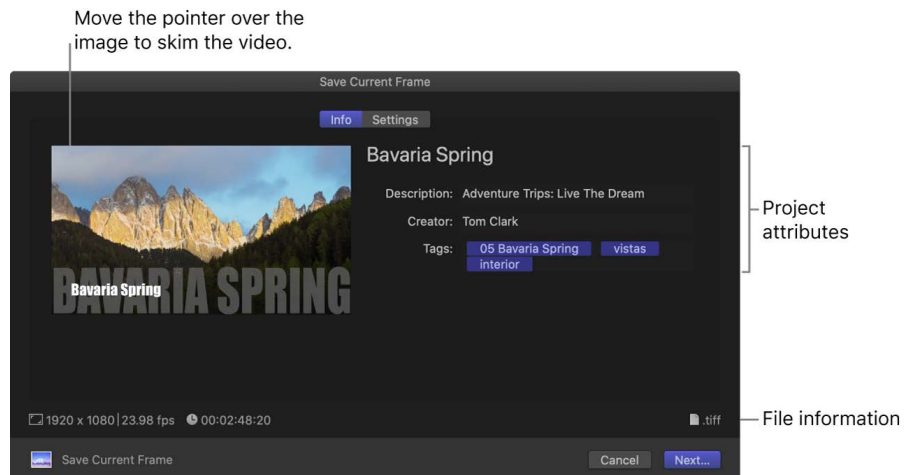 Move the pointer over the
image to skim the video.
Save Current Frame
Info Settings
Bavaria Spring
Description: Adventure Trips: Live The Dream
Creator: Tom Clark
Tags: 05 Bavaria Spring vistas
interior
BAVARIA SPRING
Bavaria Spring
Project
attributes
1920 x 1080 | 23.98 fps 00:02:48:20 .tiff
File information
Save Current Frame Cancel Next...